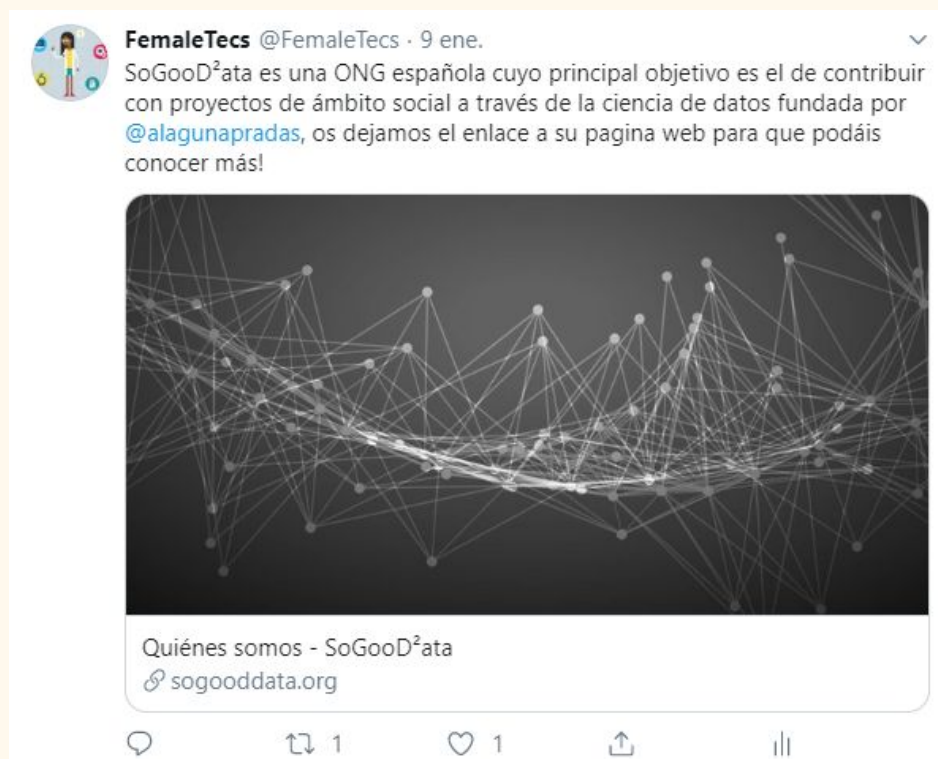 FemaleTecs @FemaleTecs · 9 ene.
SoGooD²ata es una ONG española cuyo principal objetivo es el de contribuir
con proyectos de ámbito social a través de la ciencia de datos fundada por
@alagunapradas, os dejamos el enlace a su pagina web para que podáis
conocer más!
Quiénes somos - SoGooD²ata
sogooddata.org
1 1